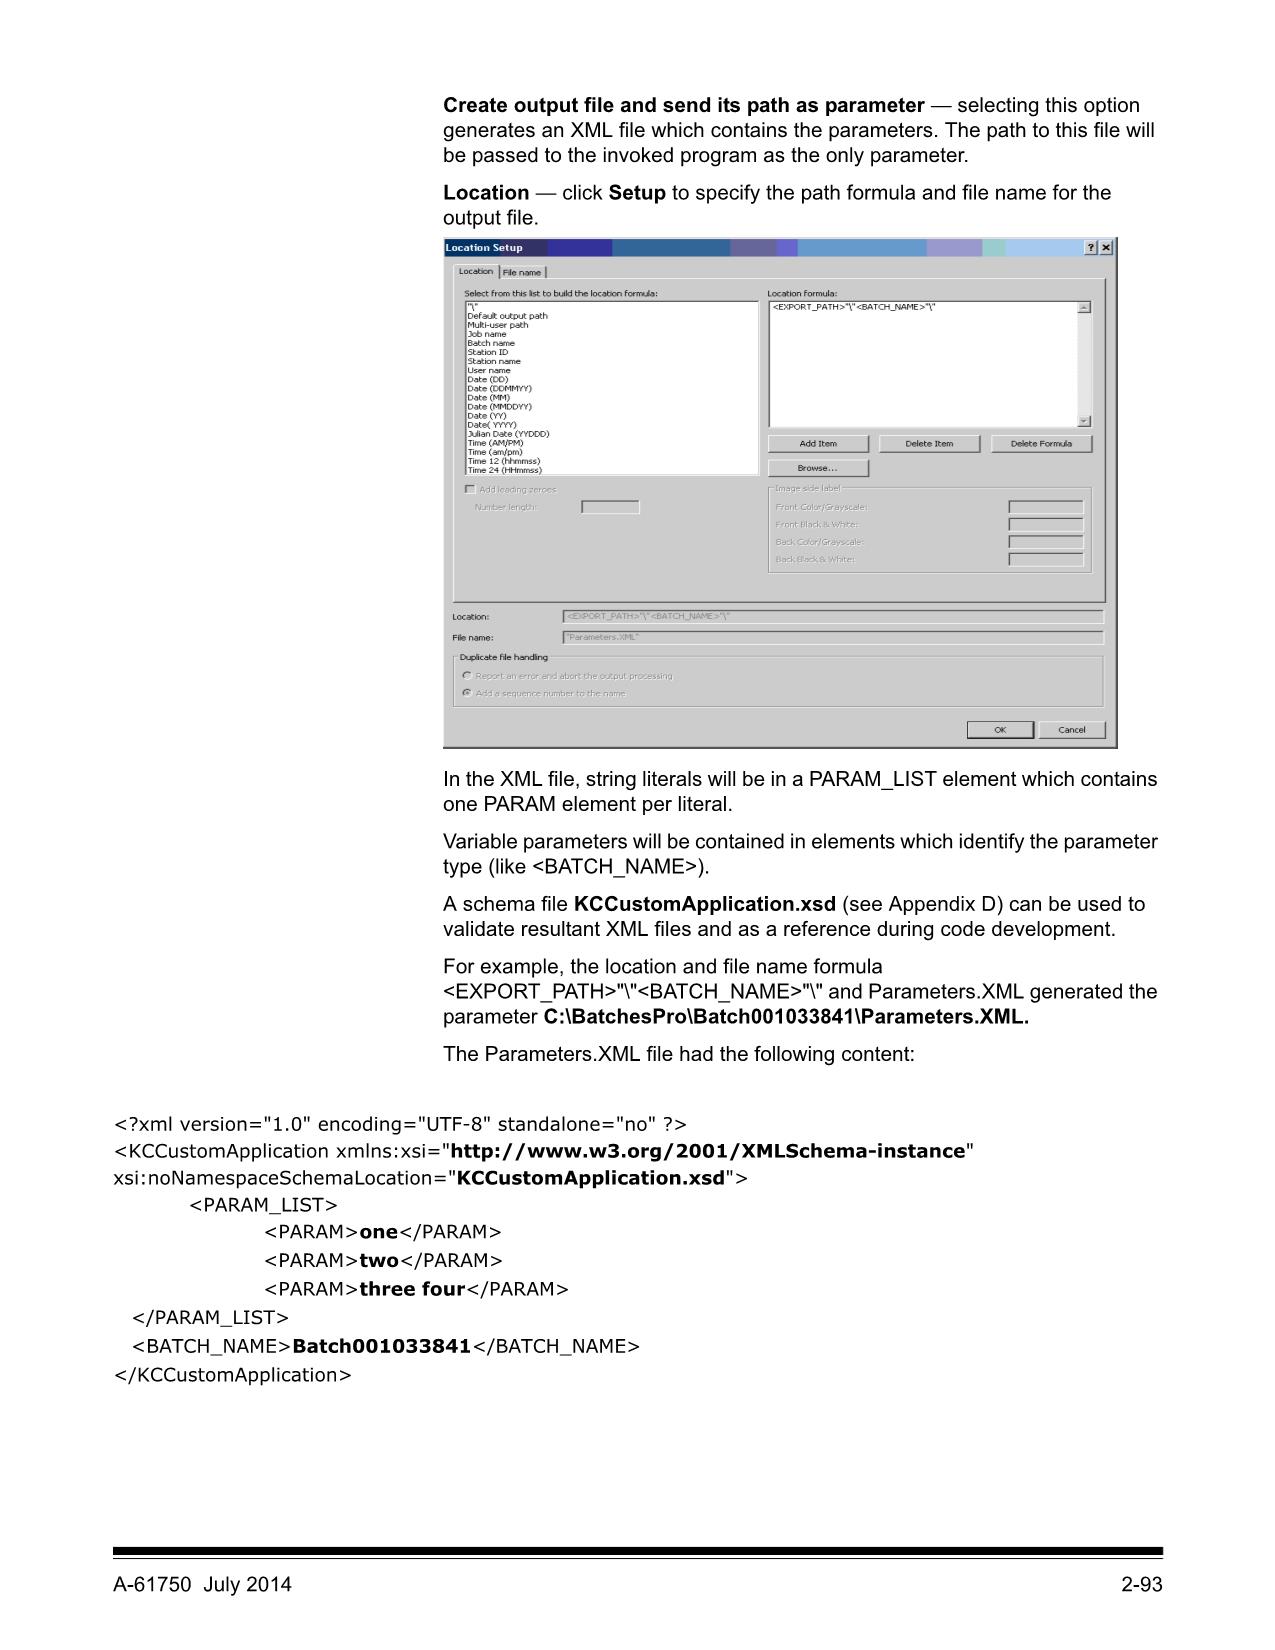 Create output file and send its path as parameter — selecting this option
generates an XML file which contains the parameters. The path to this file will
be passed to the invoked program as the only parameter.
Location — click Setup to specify the path formula and file name for the
output file.
Location Setup
Location File name
Select from this list to build the location formula:
"\"
Default output path
Multi-user path
Job name
Batch name
Station ID
Station name
User name
Date (DD)
Date (DDMMYY)
Date (MM)
Date (MMDDYY)
Date (YY)
Date( YYYY)
Julian Date (YYDDD)
Time (AM/PM)
Time (am/pm)
Time 12 (hhmmss)
Time 24 (HHmmss)
Add leading zeroes
Number length:
Location formula:
<EXPORT_PATH>"\"<BATCH_NAME>"\"
Add Item Delete Item Delete Formula
Browse...
Image side label
Front Color/Grayscale:
Front Black & White:
Back Color/Grayscale:
Back Black & White:
Location: <EXPORT_PATH>"\"<BATCH_NAME>"\"
File name: "Parameters.XML"
Duplicate file handling
Report an error and abort the output processing
Add a sequence number to the name
OK Cancel
In the XML file, string literals will be in a PARAM_LIST element which contains
one PARAM element per literal.
Variable parameters will be contained in elements which identify the parameter
type (like <BATCH_NAME>).
A schema file KCCustomApplication.xsd (see Appendix D) can be used to
validate resultant XML files and as a reference during code development.
For example, the location and file name formula
<EXPORT_PATH>"\"<BATCH_NAME>"\" and Parameters.XML generated the
parameter C:\BatchesPro\Batch001033841\Parameters.XML.
The Parameters.XML file had the following content:
<?xml version="1.0" encoding="UTF-8" standalone="no" ?>
<KCCustomApplication xmlns:xsi="http://www.w3.org/2001/XMLSchema-instance"
xsi:noNamespaceSchemaLocation="KCCustomApplication.xsd">
<PARAM_LIST>
<PARAM>one</PARAM>
<PARAM>two</PARAM>
<PARAM>three four</PARAM>
</PARAM_LIST>
<BATCH_NAME>Batch001033841</BATCH_NAME>
</KCCustomApplication>
A-61750 July 2014 2-93